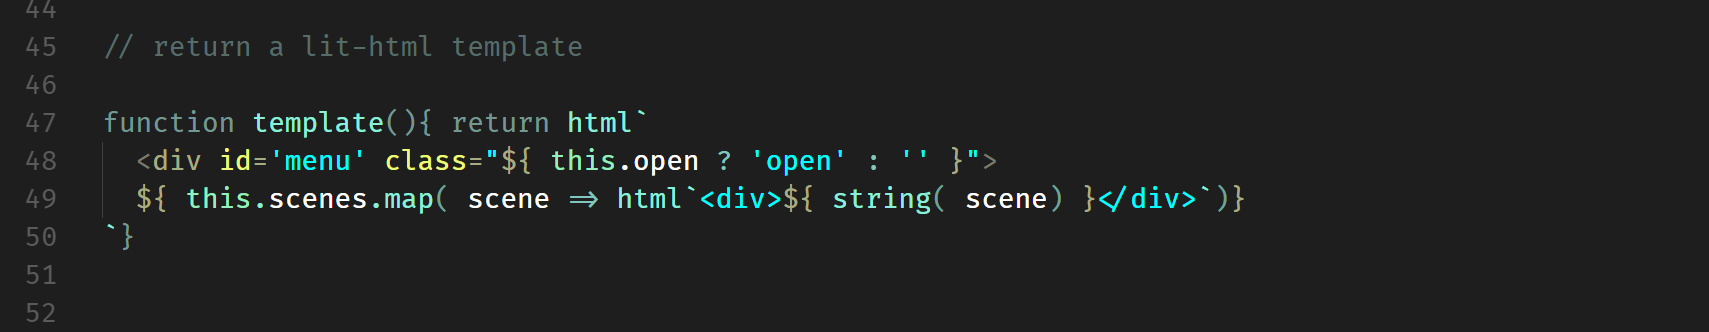 44
45 // return a lit-html template
46
47 function template(){ return html`
48 <div id='menu' class="${ this.open ? 'open' : '' }">
49 ${ this.scenes.map( scene => html`<div>${ string( scene) }</div>`)}
50 `}
51
52